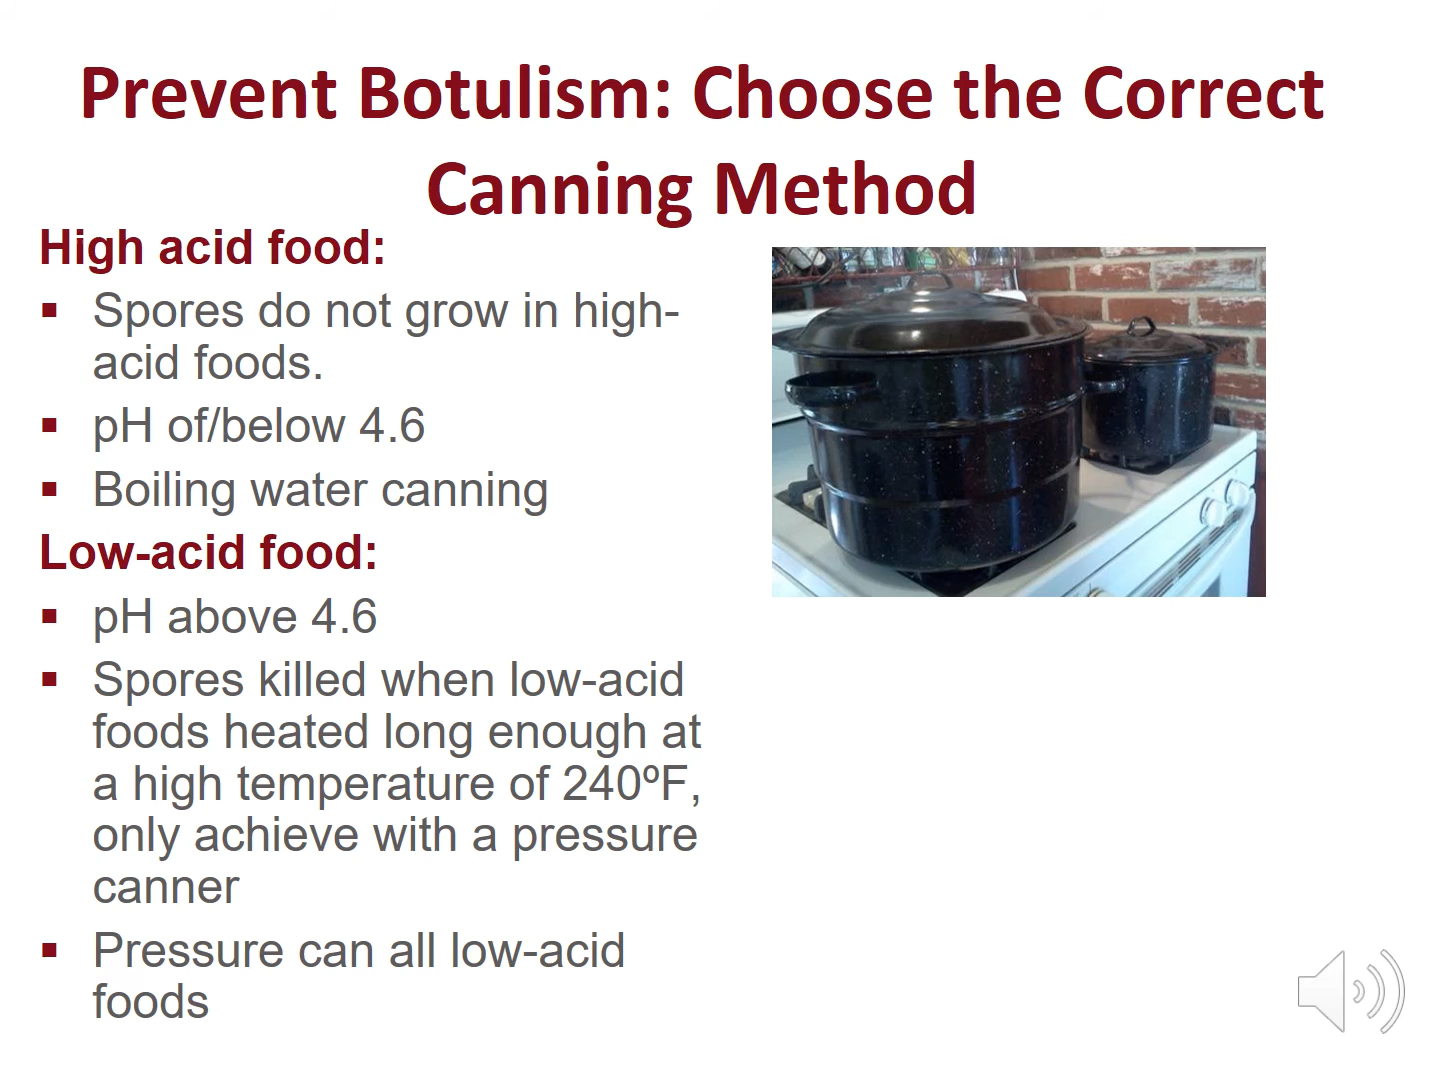 Prevent Botulism: Choose the Correct
Canning Method
High acid food:
▪ Spores do not grow in high-
acid foods.
▪ pH of/below 4.6
▪ Boiling water canning
Low-acid food:
▪ pH above 4.6
▪ Spores killed when low-acid
foods heated long enough at
a high temperature of 240ºF,
only achieve with a pressure
canner
▪ Pressure can all low-acid
foods